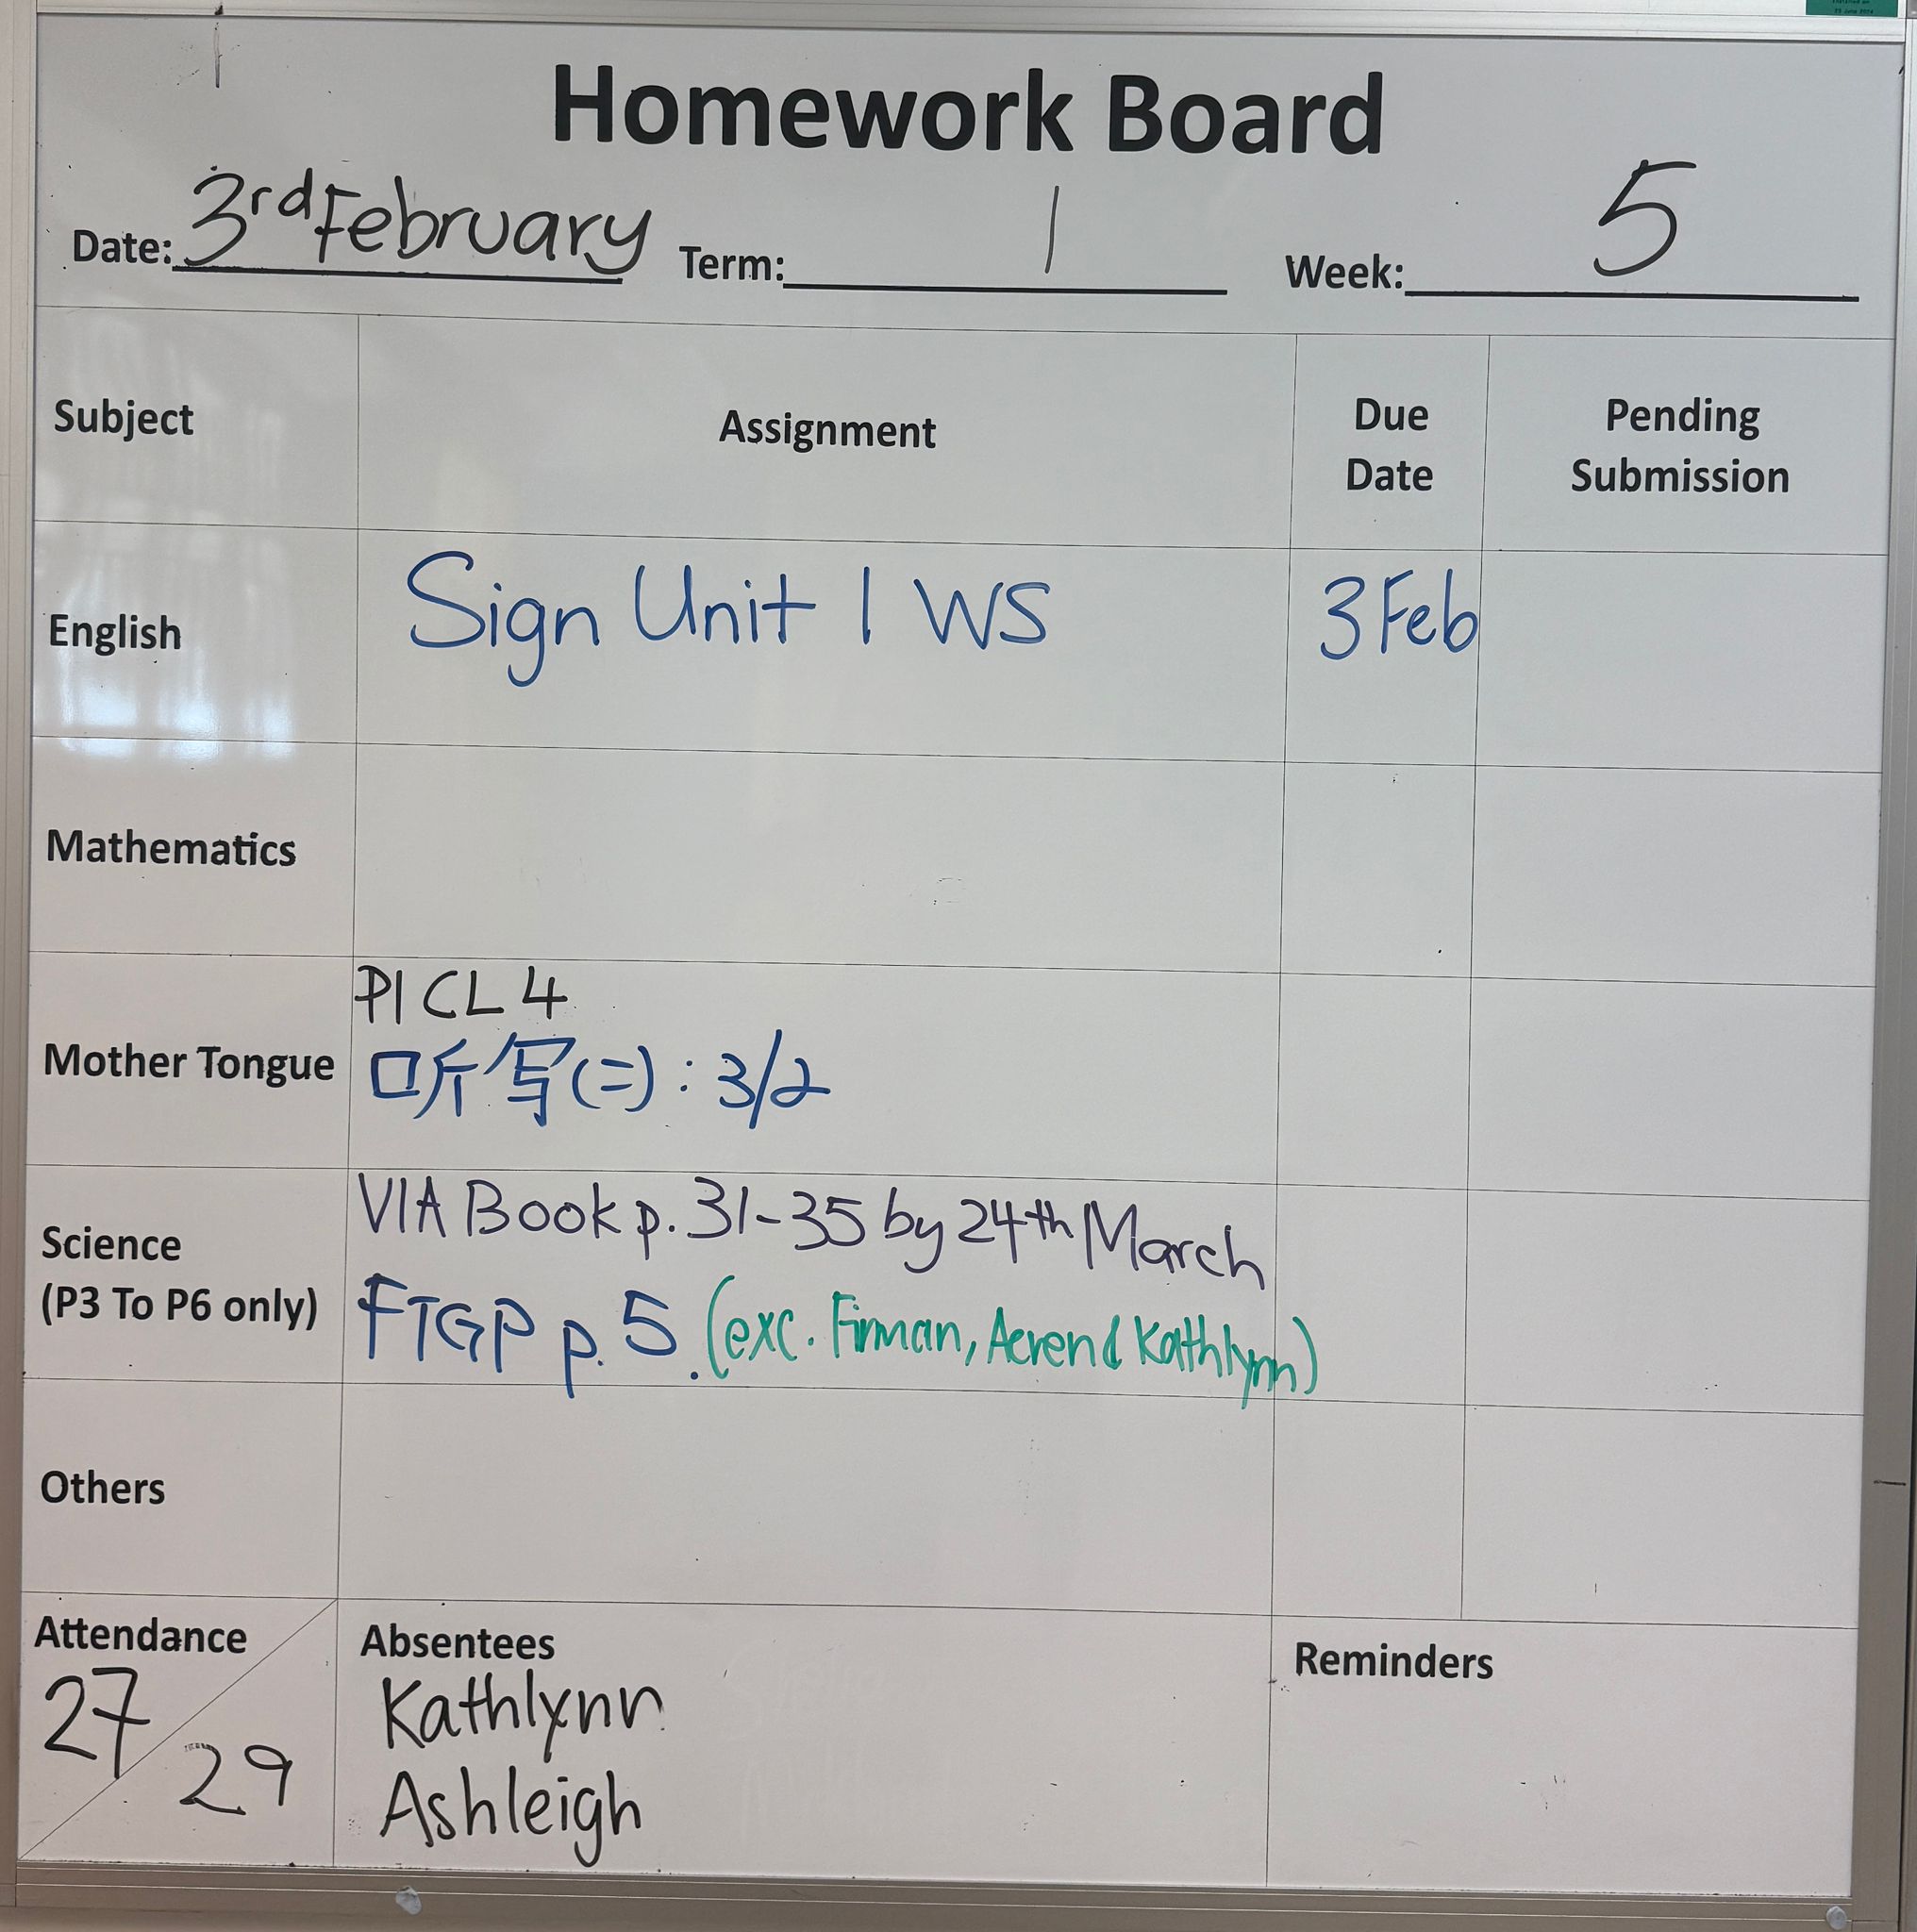 Homework Board
Date: 3rd February Term: 1 Week: 5
Subject Assignment Due Date Pending Submission
English Sign Unit 1 WS 3 Feb
Mathematics
Mother Tongue PI CL 4
听写(二): 3/2
Science (P3 To P6 only) VIA Book p. 31-35 by 24th March
FTGP p. 5. (exc. Firman, Aerend Kathlynn)
Others
Attendance 27/29
Absentees
Kathlynn
Ashleigh
Reminders